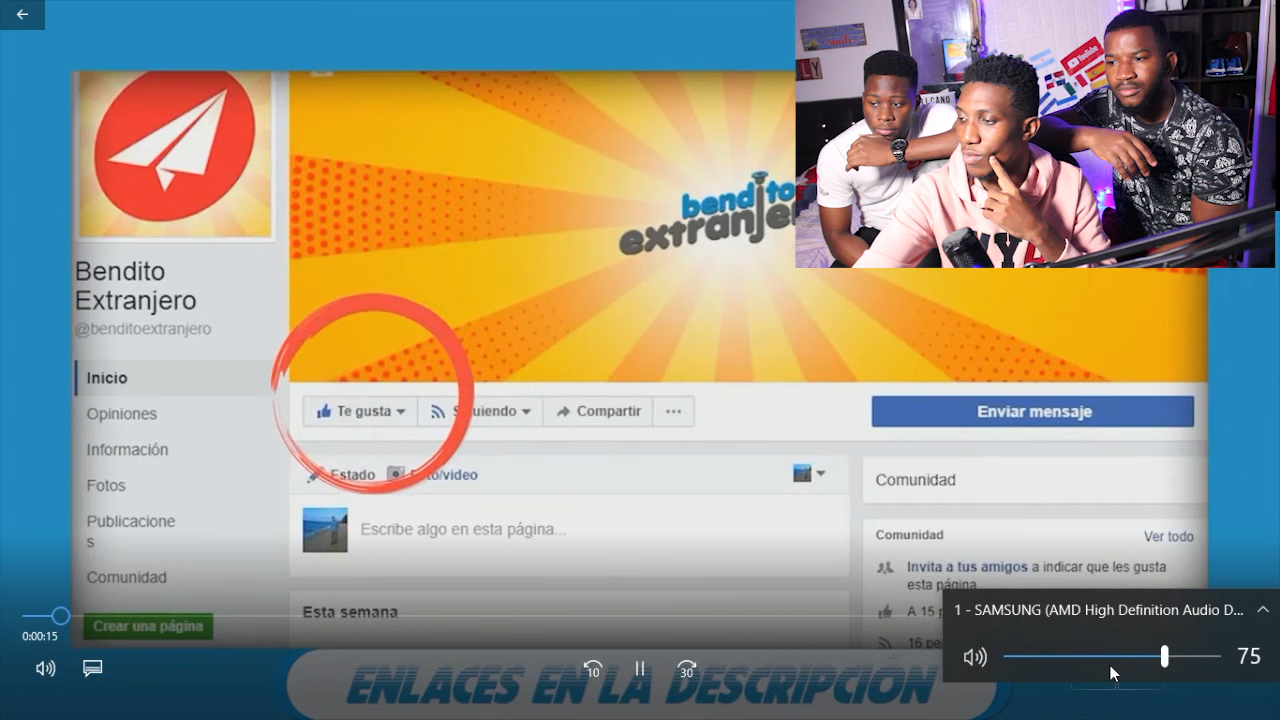 bendito
extranjero
YouTube
Bendito
Extranjero
@benditoextranjero
Inicio
Opiniones
Información
Fotos
Publicacione
s
Comunidad
Crear una página
Te gusta
Siguiendo
Compartir
Enviar mensaje
Estado
Foto/video
Escribe algo en esta página...
Esta semana
Comunidad
Comunidad
Ver todo
Invita a tus amigos a indicar que les gusta
esta página
A 15
16
1 - SAMSUNG (AMD High Definition Audio D...
75
0:00:15
10
30
ENLACES EN LA DESCRIPCIÓN